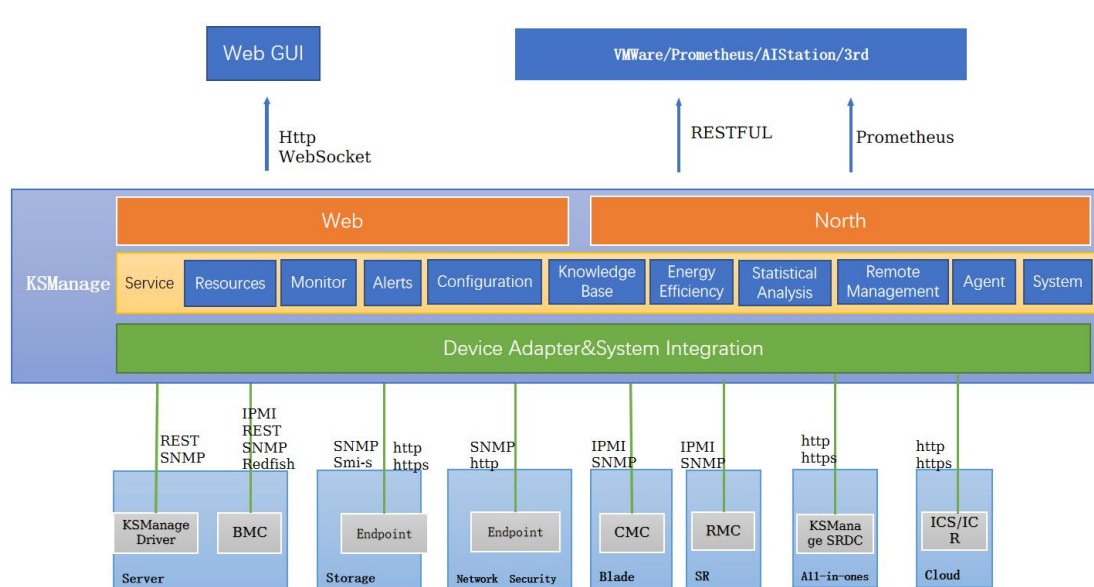 Web GUI
VMWare/Prometheus/AIStation/3rd
Http
WebSocket
RESTFUL
Prometheus
KSManage
Web
North
Service
Resources
Monitor
Alerts
Configuration
Knowledge
Base
Energy
Efficiency
Statistical
Analysis
Remote
Management
Agent
System
Device Adapter&System Integration
REST
SNMP
IPMI
REST
SNMP
Redfish
SNMP
Smi-s
http
https
SNMP
http
IPMI
SNMP
IPMI
SNMP
http
https
http
https
KSManage
Driver
BMC
Endpoint
Endpoint
CMC
RMC
KSMana
ge SRDC
ICS/IC
R
Server
Storage
Network Security
Blade
SR
All-in-ones
Cloud